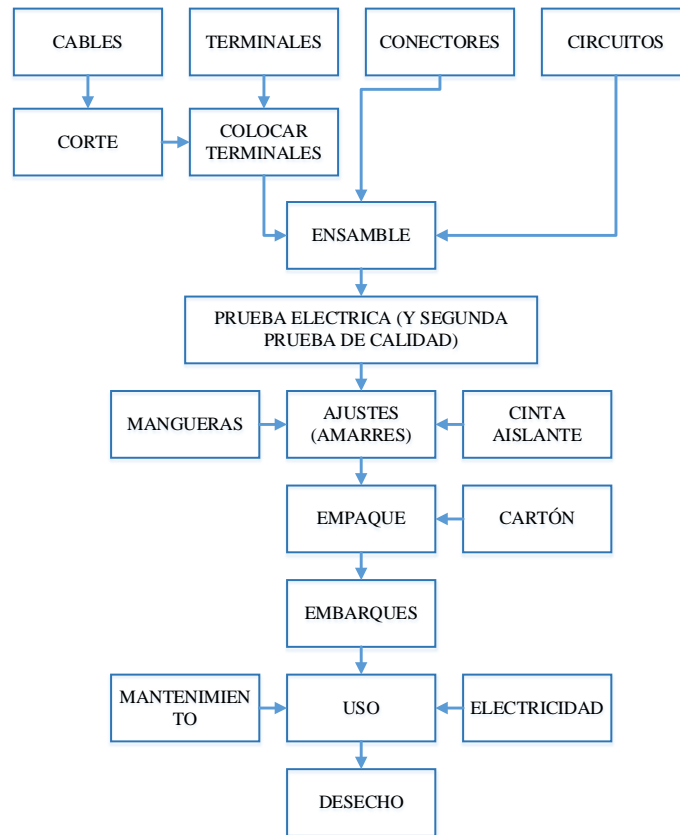 CABLES
TERMINALES
CONECTORES
CIRCUITOS
CORTE
COLOCAR
TERMINALES
ENSAMBLE
PRUEBA ELECTRICA (Y SEGUNDA
PRUEBA DE CALIDAD)
MANGUERAS
AJUSTES
(AMARRES)
CINTA
AISLANTE
EMPAQUE
CARTÓN
EMBARQUES
MANTENIMIEN
TO
USO
ELECTRICIDAD
DESECHO